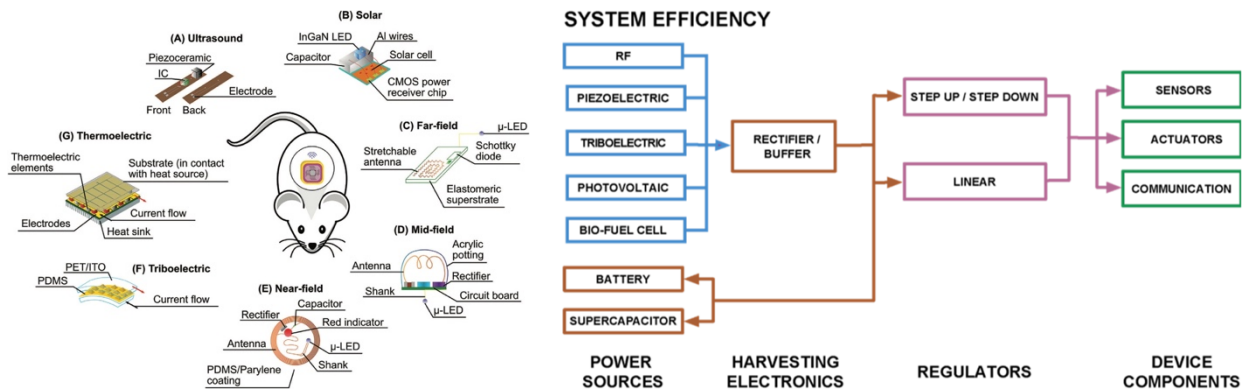 (A) Ultrasound
Piezoceramic
IC
Electrode
Front
Back
(B) Solar
InGaN LED
Al wires
Capacitor
Solar cell
CMOS power
receiver chip
(C) Far-field
μ-LED
Stretchable
antenna
Schottky
diode
Elastomeric
superstrate
(D) Mid-field
Acrylic
potting
Antenna
Rectifier
Shank
Circuit board
μ-LED
(E) Near-field
Capacitor
Rectifier
Red indicator
Antenna
μ-LED
Shank
PDMS/Parylene
coating
(F) Triboelectric
PET/ITO
PDMS
Current flow
(G) Thermoelectric
Thermoelectric
elements
Substrate (in contact
with heat source)
Electrodes
Current flow
Heat sink
SYSTEM EFFICIENCY
RF
PIEZOELECTRIC
TRIBOELECTRIC
PHOTOVOLTAIC
BIO-FUEL CELL
BATTERY
SUPERCAPACITOR
RECTIFIER /
BUFFER
STEP UP / STEP DOWN
LINEAR
SENSORS
ACTUATORS
COMMUNICATION
POWER
SOURCES
HARVESTING
ELECTRONICS
REGULATORS
DEVICE
COMPONENTS